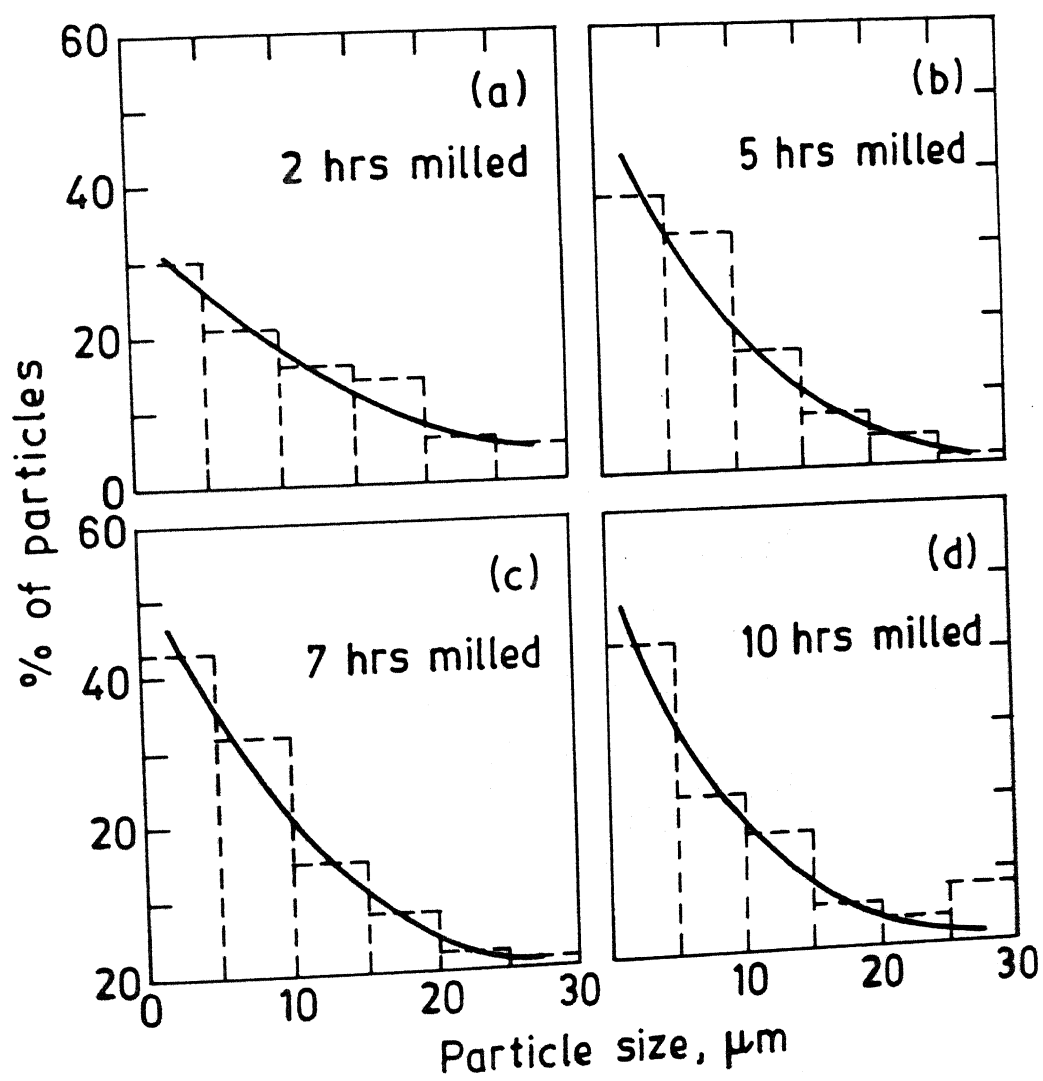 60
(a)
2 hrs milled
40
20
0
(b)
5 hrs milled
% of particles
60
(c)
7 hrs milled
40
20
20
0
10
20
30
(d)
10 hrs milled
10
20
30
Particle size, μm